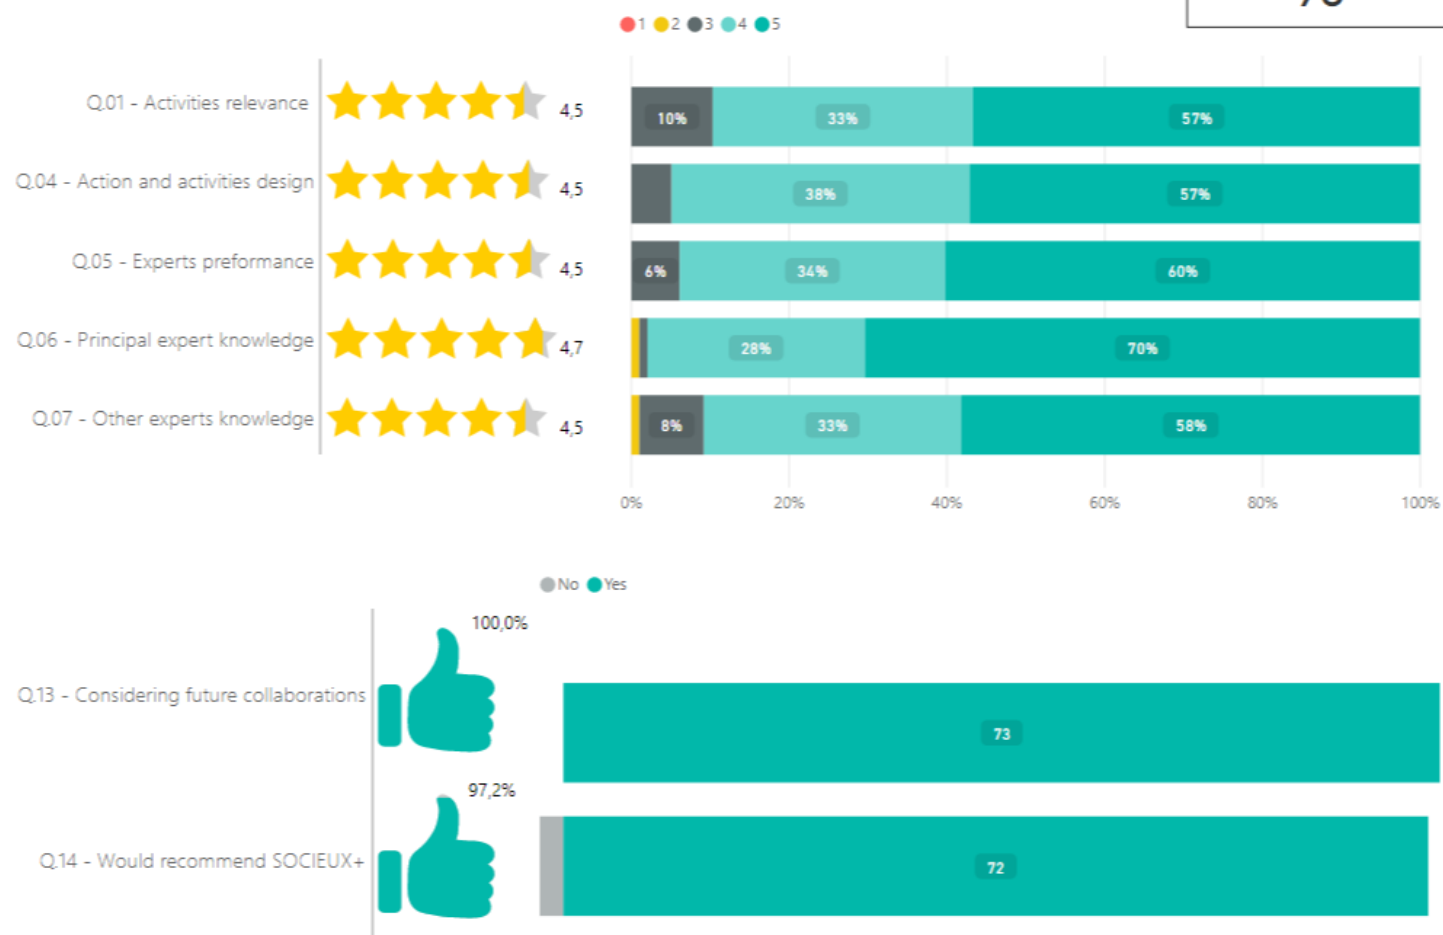 1 2 3 4 5
Q.01 - Activities relevance 4,5 10% 33% 57%
Q.04 - Action and activities design 4,5 38% 57%
Q.05 - Experts preformance 4,5 6% 34% 60%
Q.06 - Principal expert knowledge 4,7 28% 70%
Q.07 - Other experts knowledge 4,5 8% 33% 58%
0% 20% 40% 60% 80% 100%
No Yes
100,0%
Q.13 - Considering future collaborations 73
97,2%
Q.14 - Would recommend SOCIEUX+ 72